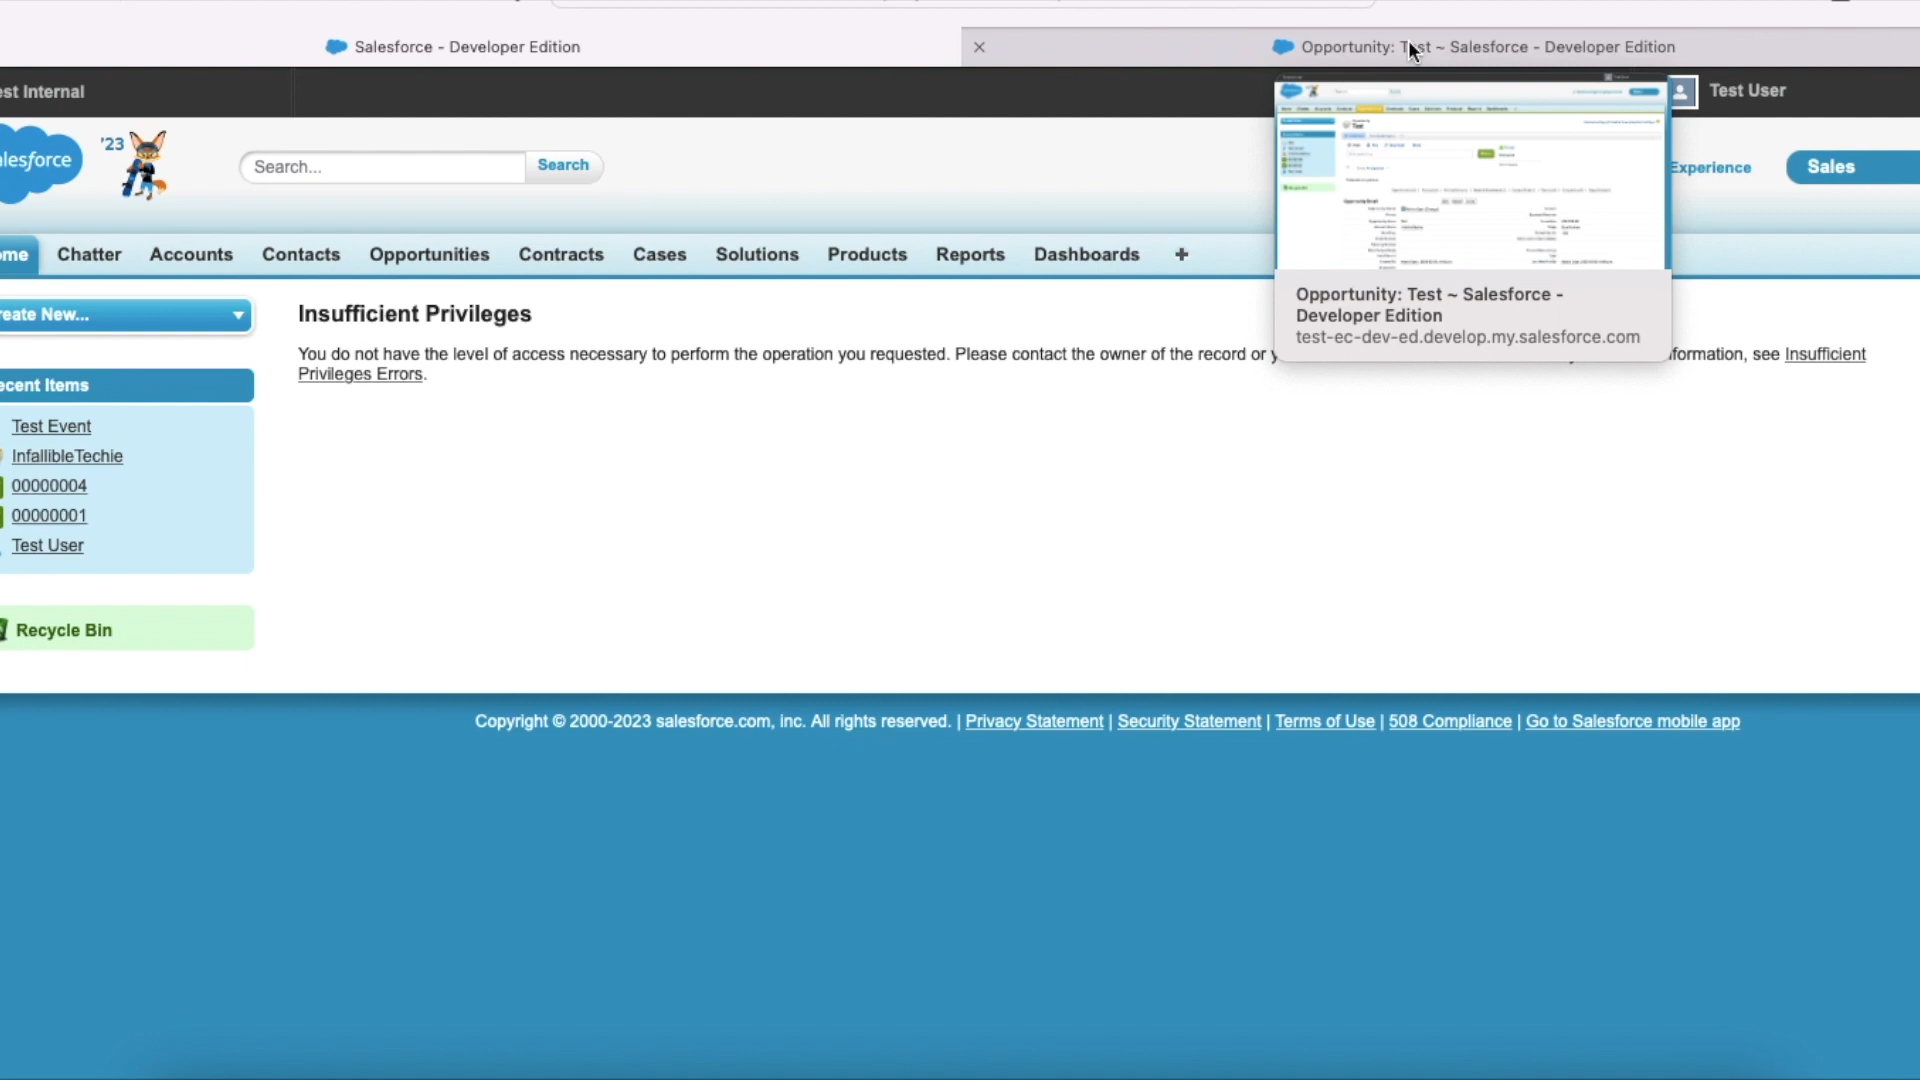 Salesforce - Developer Edition
Opportunity: Test ~ Salesforce - Developer Edition
est Internal
Test User
alesforce
'23
Search...
Search
Experience
Sales
ome
Chatter
Accounts
Contacts
Opportunities
Contracts
Cases
Solutions
Products
Reports
Dashboards
+
reate New...
Insufficient Privileges
Opportunity: Test ~ Salesforce -
Developer Edition
test-ec-dev-ed.develop.my.salesforce.com
You do not have the level of access necessary to perform the operation you requested. Please contact the owner of the record or y
formation, see Insufficient
Privileges Errors.
ecent Items
Test Event
InfallibleTechie
00000004
00000001
Test User
Recycle Bin
Copyright © 2000-2023 salesforce.com, inc. All rights reserved. | Privacy Statement | Security Statement | Terms of Use | 508 Compliance | Go to Salesforce mobile app